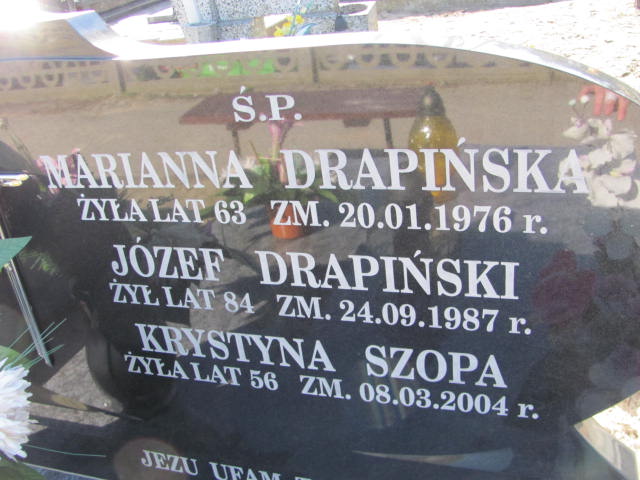 Ś.P.
MARIANNA DRAPIŃSKA
ŻYŁA LAT 63 ZM. 20.01.1976 r.
JÓZEF DRAPIŃSKI
ŻYŁ LAT 84 ZM. 24.09.1987 r.
KRYSTYNA SZOPA
ŻYŁA LAT 56 ZM. 08.03.2004 r.
JEZU UFAM